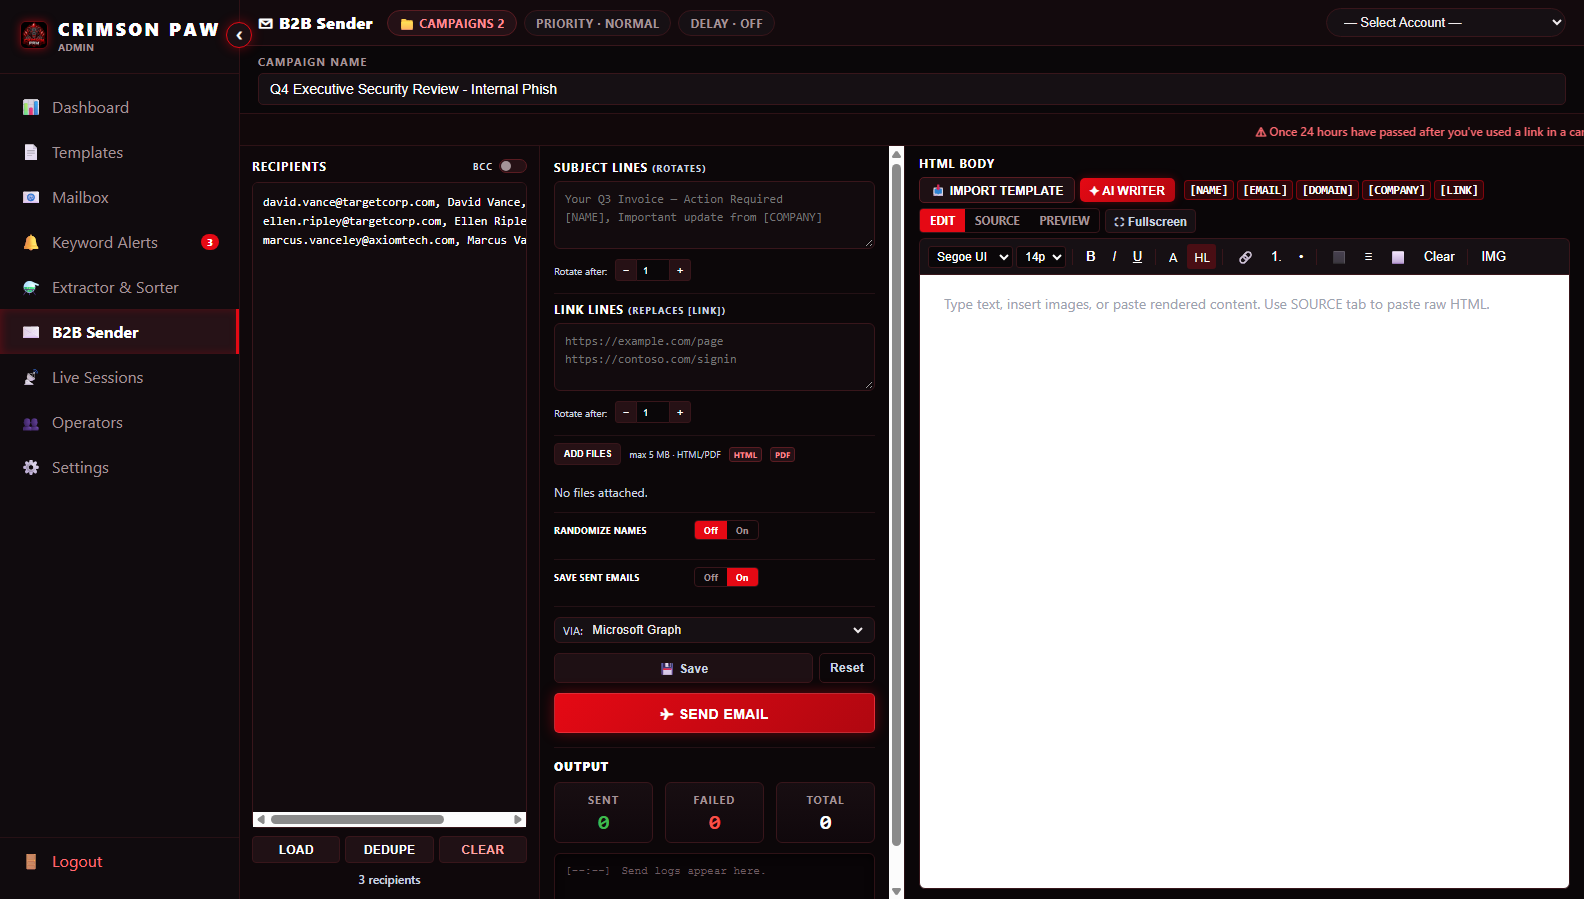 CRIMSON PAW
ADMIN
Dashboard
Templates
Mailbox
Keyword Alerts 3
Extractor & Sorter
B2B Sender
Live Sessions
Operators
Settings
Logout
B2B Sender
CAMPAIGNS 2
PRIORITY · NORMAL
DELAY · OFF
— Select Account —
CAMPAIGN NAME
Q4 Executive Security Review - Internal Phish
⚠ Once 24 hours have passed after you've used a link in a car
RECIPIENTS
BCC
david.vance@targetcorp.com, David Vance,
ellen.ripley@targetcorp.com, Ellen Riple
marcus.vanceley@axiomtech.com, Marcus Va
LOAD
DEDUPE
CLEAR
3 recipients
SUBJECT LINES (ROTATES)
Your Q3 Invoice — Action Required
[NAME], Important update from [COMPANY]
Rotate after: − 1 +
LINK LINES (REPLACES [LINK])
https://example.com/page
https://contoso.com/signin
Rotate after: − 1 +
ADD FILES max 5 MB · HTML/PDF HTML PDF
No files attached.
RANDOMIZE NAMES Off On
SAVE SENT EMAILS Off On
VIA: Microsoft Graph
Save
Reset
SEND EMAIL
OUTPUT
SENT
0
FAILED
0
TOTAL
0
[--:--] Send logs appear here.
HTML BODY
IMPORT TEMPLATE
✦ AI WRITER
[NAME] [EMAIL] [DOMAIN] [COMPANY] [LINK]
EDIT SOURCE PREVIEW
Fullscreen
Segoe UI 14p B I U A HL 1. • Clear IMG
Type text, insert images, or paste rendered content. Use SOURCE tab to paste raw HTML.